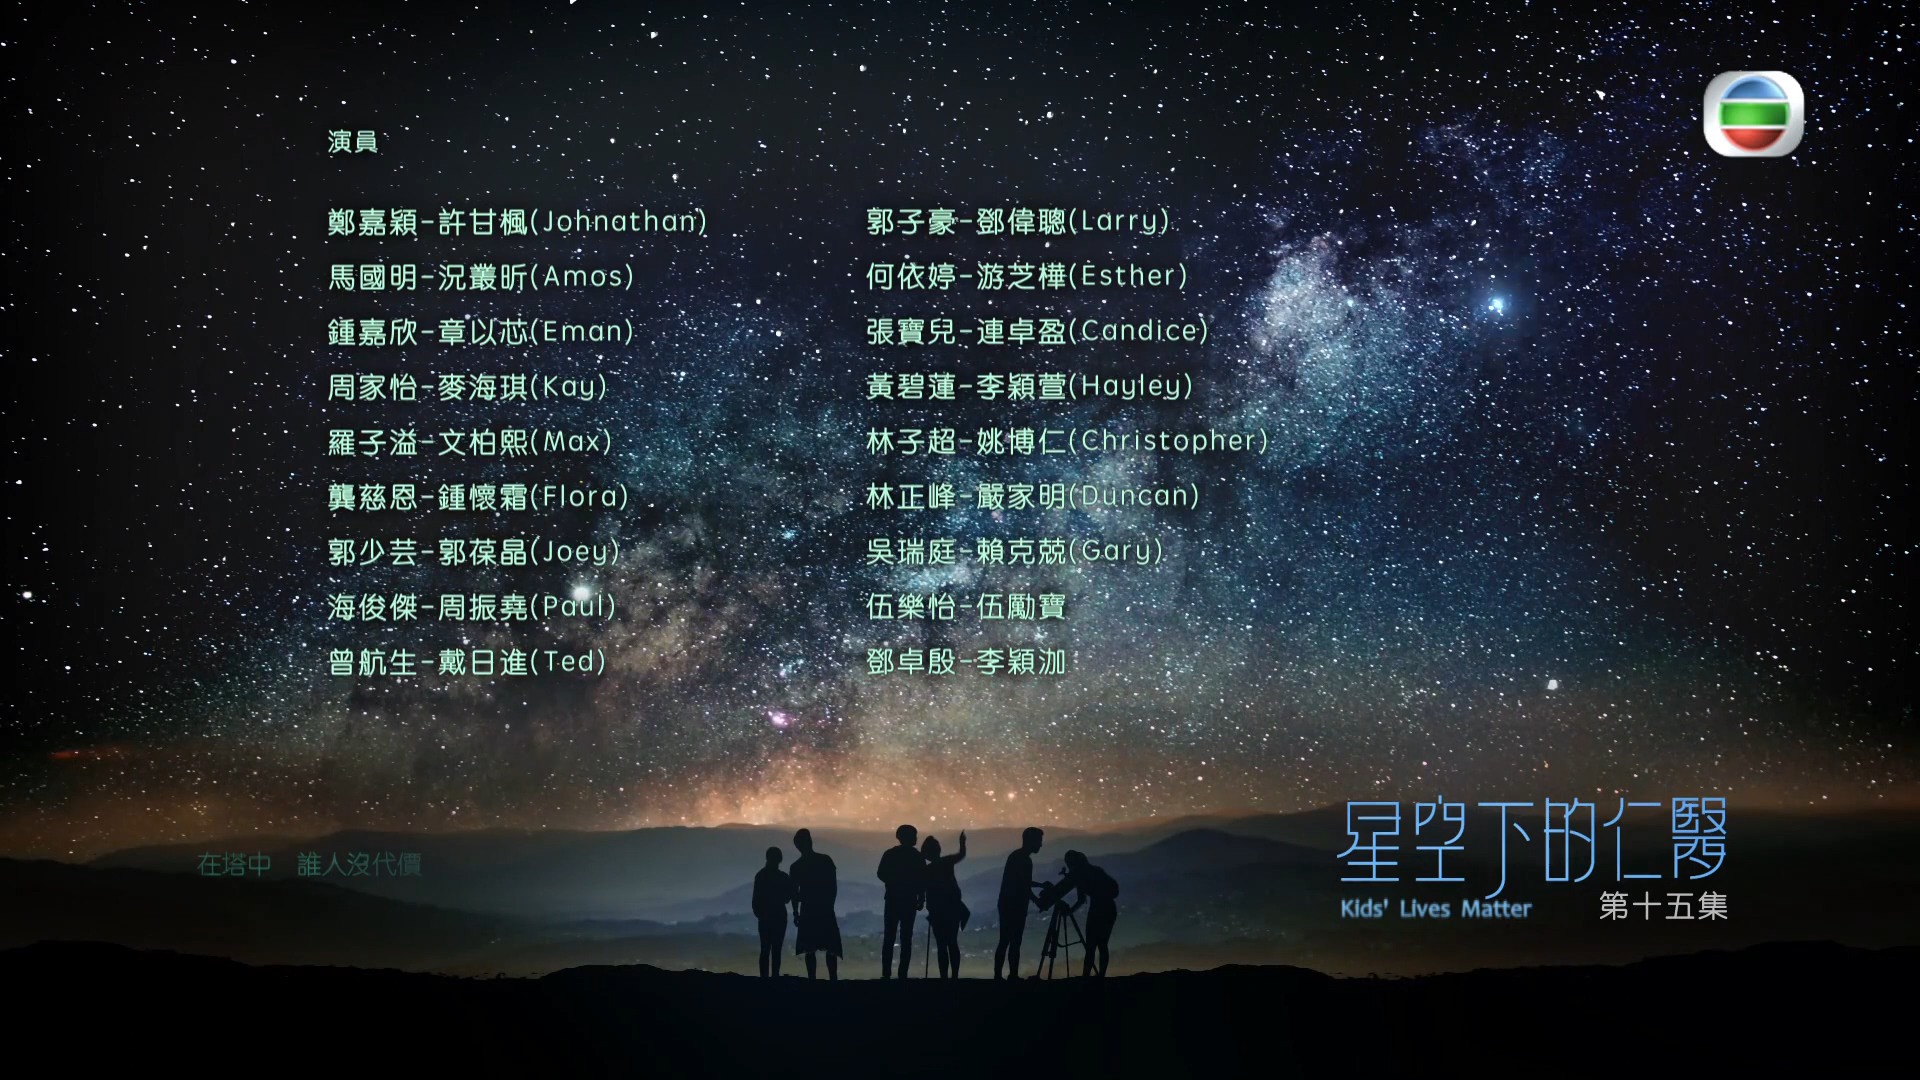 演員
鄭嘉穎-許甘楓(Johnathan)
馬國明-況叢昕(Amos)
鍾嘉欣-章以芯(Eman)
周家怡-麥海琪(Kay)
羅子溢-文柏熙(Max)
龔慈恩-鍾懷霜(Flora)
郭少芸-郭葆晶(Joey)
海俊傑-周振堯(Paul)
曾航生-戴日進(Ted)
郭子豪-鄧偉聰(Larry)
何依婷-游芝樺(Esther)
張寶兒-連卓盈(Candice)
黃碧蓮-李穎萱(Hayley)
林子超-姚博仁(Christopher)
林正峰-嚴家明(Duncan)
吳瑞庭-賴克兢(Gary)
伍樂怡-伍勵寶
鄧卓殷-李穎泇
星空下的仁醫
Kids' Lives Matter
第十五集
在塔中　誰人沒代價